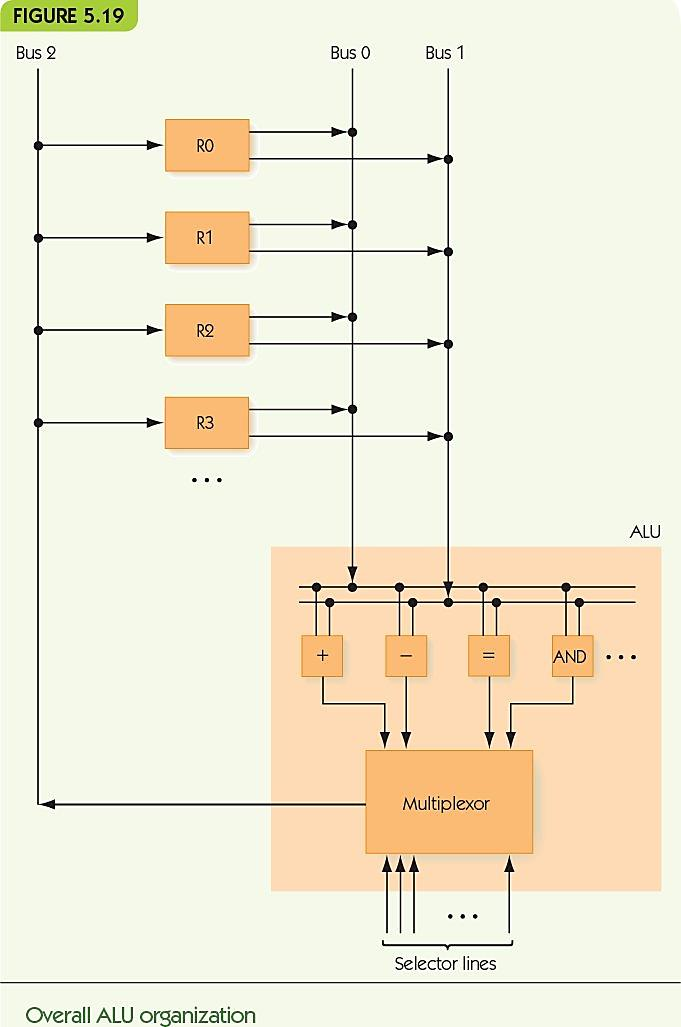 FIGURE 5.19
Bus 2 Bus 0 Bus 1
R0
R1
R2
R3
...
ALU
+ − = AND ...
Multiplexor
...
Selector lines
Overall ALU organization